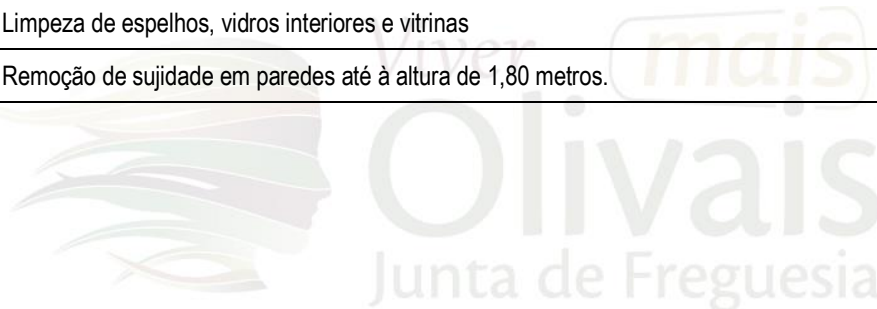 Limpeza de espelhos, vidros interiores e vitrinas
Viver mais
Remoção de sujidade em paredes até à altura de 1,80 metros.
Olivais
Junta de Freguesia